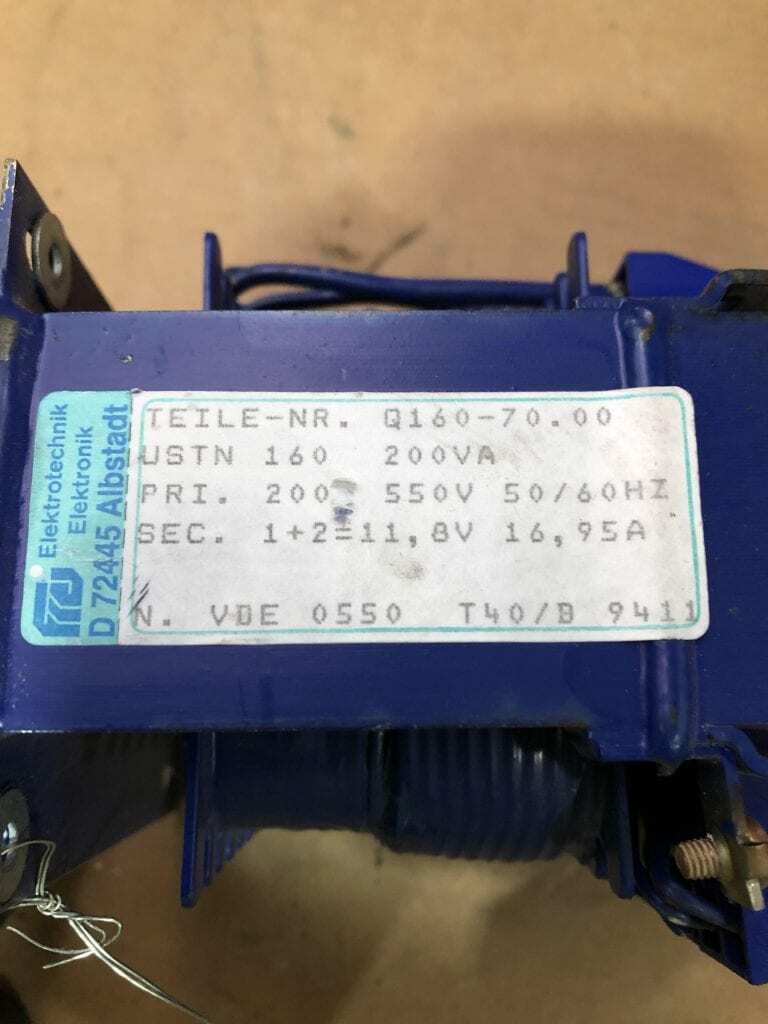 Elektrotechnik
Elektronik
D 72445 Albstadt
TEILE-NR. Q160-70.00
USTN 160 200VA
PRI. 200 550V 50/60HZ
SEC. 1+2=11,8V 16,95A
N. VDE 0550 T40/B 9411